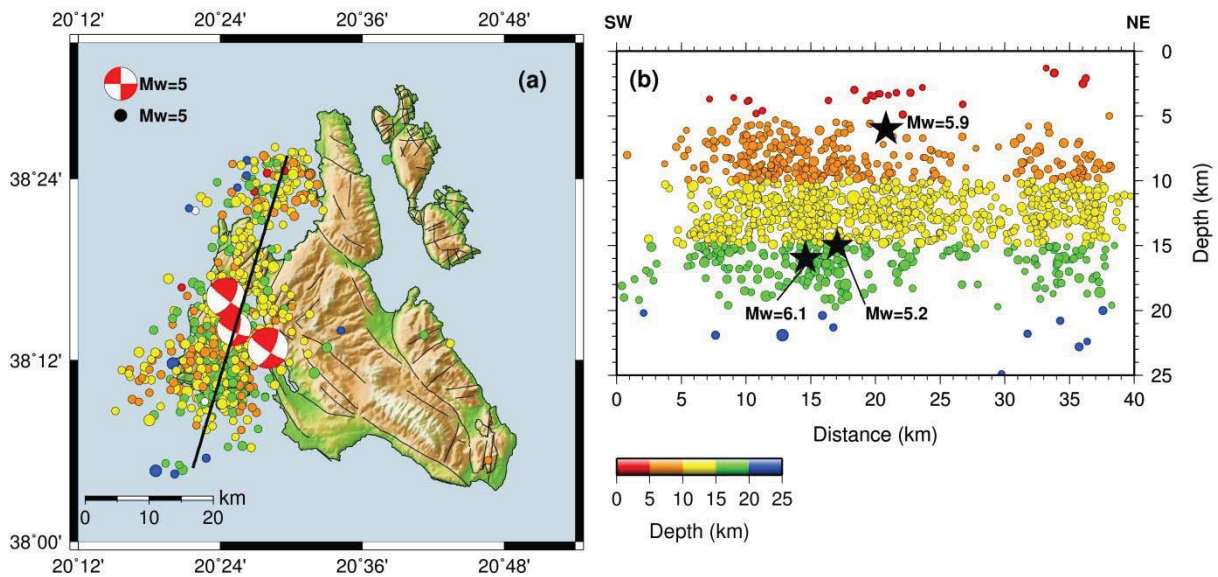 20°12' 20°24' 20°36' 20°48'
38°24'
38°12'
38°00'
20°12' 20°24' 20°36' 20°48'
Mw=5
Mw=5
(a)
km
0 10 20
SW NE
(b)
Mw=5.9
Mw=6.1
Mw=5.2
0
5
10
15
20
25
Depth (km)
0 5 10 15 20 25 30 35 40
Distance (km)
0 5 10 15 20 25
Depth (km)